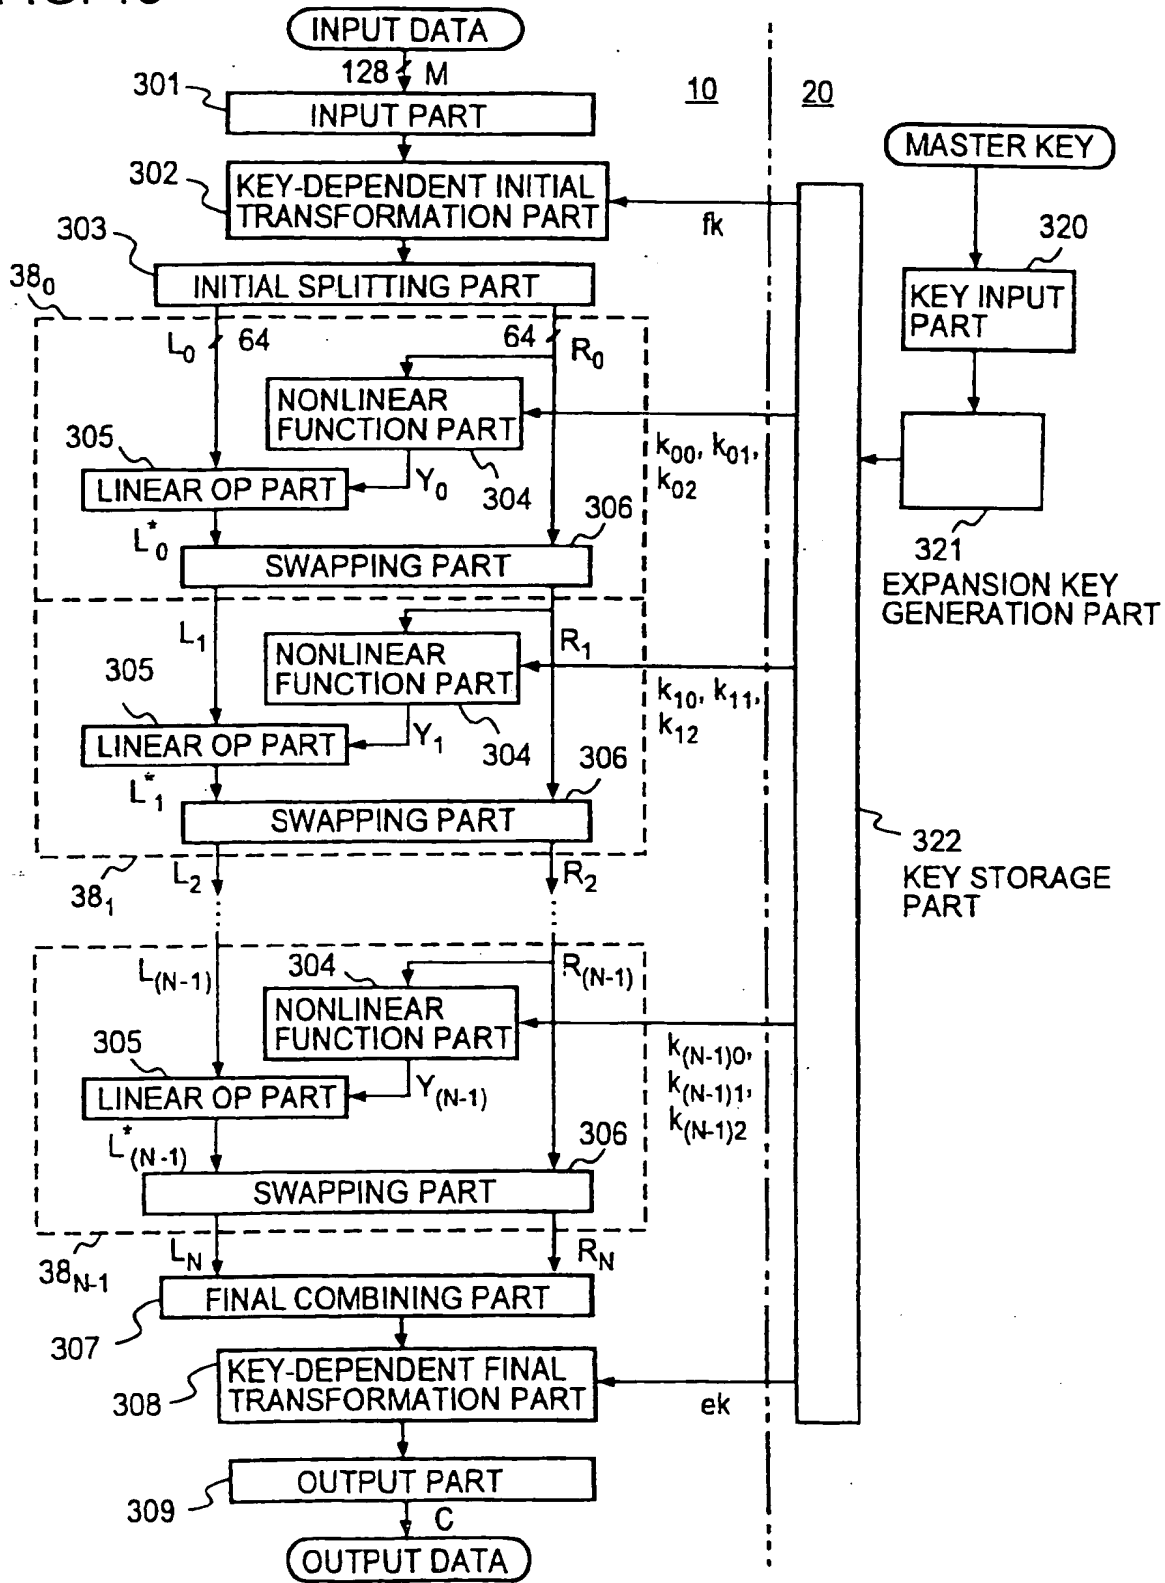 INPUT DATA
128 M
301
INPUT PART
10
20
MASTER KEY
302
KEY-DEPENDENT INITIAL
TRANSFORMATION PART
fk
320
KEY INPUT
PART
303
INITIAL SPLITTING PART
38₀
L₀ 64
64 R₀
NONLINEAR
FUNCTION PART
304
k₀₀, k₀₁,
k₀₂
305
LINEAR OP PART
Y₀
L*₀
306
SWAPPING PART
321
EXPANSION KEY
GENERATION PART
L₁
R₁
NONLINEAR
FUNCTION PART
304
k₁₀, k₁₁,
k₁₂
305
LINEAR OP PART
Y₁
L*₁
306
SWAPPING PART
38₁
L₂
R₂
322
KEY STORAGE
PART
L(N-1)
304
R(N-1)
NONLINEAR
FUNCTION PART
k(N-1)0,
k(N-1)1,
k(N-1)2
305
LINEAR OP PART
Y(N-1)
L*(N-1)
306
SWAPPING PART
38N-1
LN
RN
FINAL COMBINING PART
307
KEY-DEPENDENT FINAL
TRANSFORMATION PART
308
ek
OUTPUT PART
309
C
OUTPUT DATA